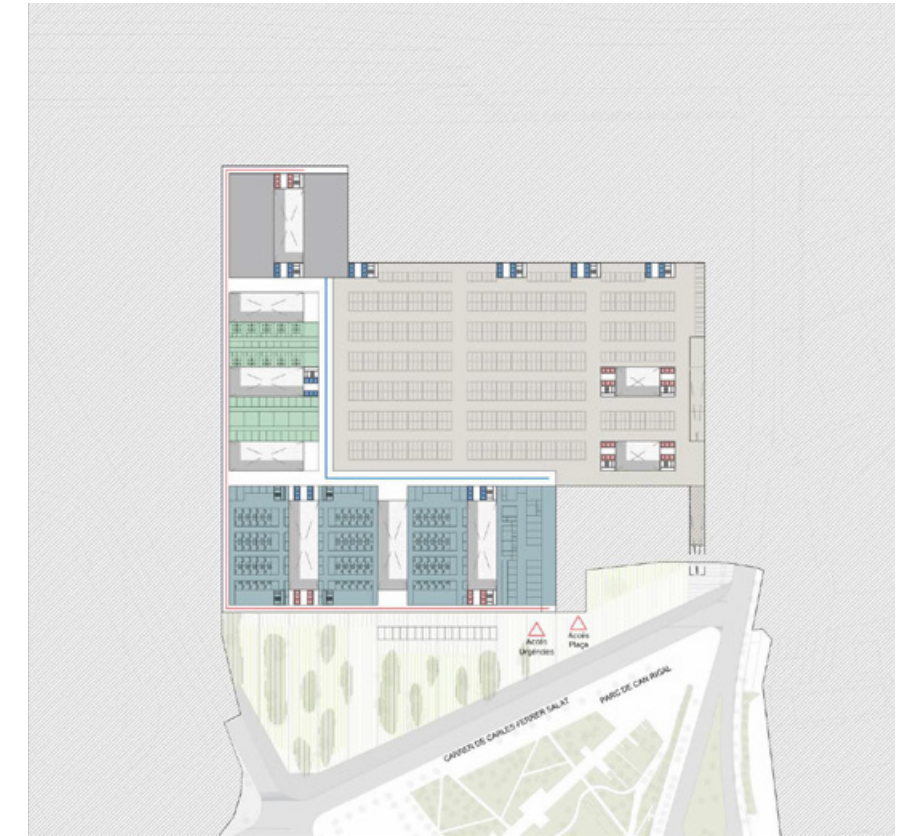 Accés
Urgències
Accés
Plaça
CARRER DE CARLES FERRER SALAT
PARC DE CAN RIGAL